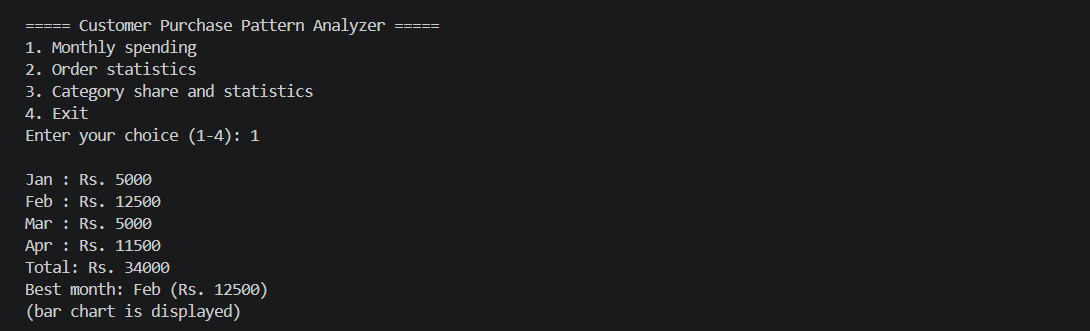 ===== Customer Purchase Pattern Analyzer =====
1. Monthly spending
2. Order statistics
3. Category share and statistics
4. Exit
Enter your choice (1-4): 1
Jan : Rs. 5000
Feb : Rs. 12500
Mar : Rs. 5000
Apr : Rs. 11500
Total: Rs. 34000
Best month: Feb (Rs. 12500)
(bar chart is displayed)